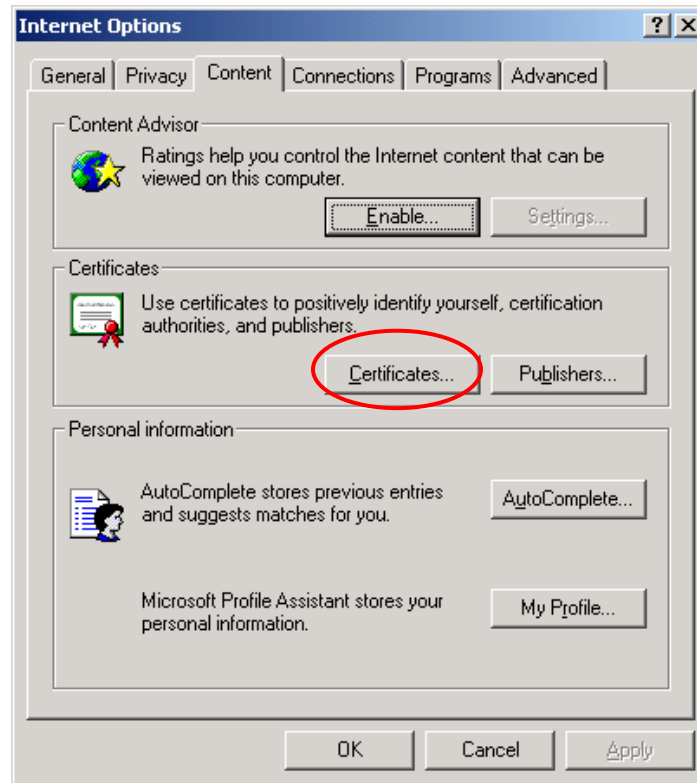 Internet Options
General Privacy Content Connections Programs Advanced
Content Advisor
Ratings help you control the Internet content that can be
viewed on this computer.
Enable... Settings...
Certificates
Use certificates to positively identify yourself, certification
authorities, and publishers.
Certificates... Publishers...
Personal information
AutoComplete stores previous entries
and suggests matches for you.
AutoComplete...
Microsoft Profile Assistant stores your
personal information.
My Profile...
OK Cancel Apply